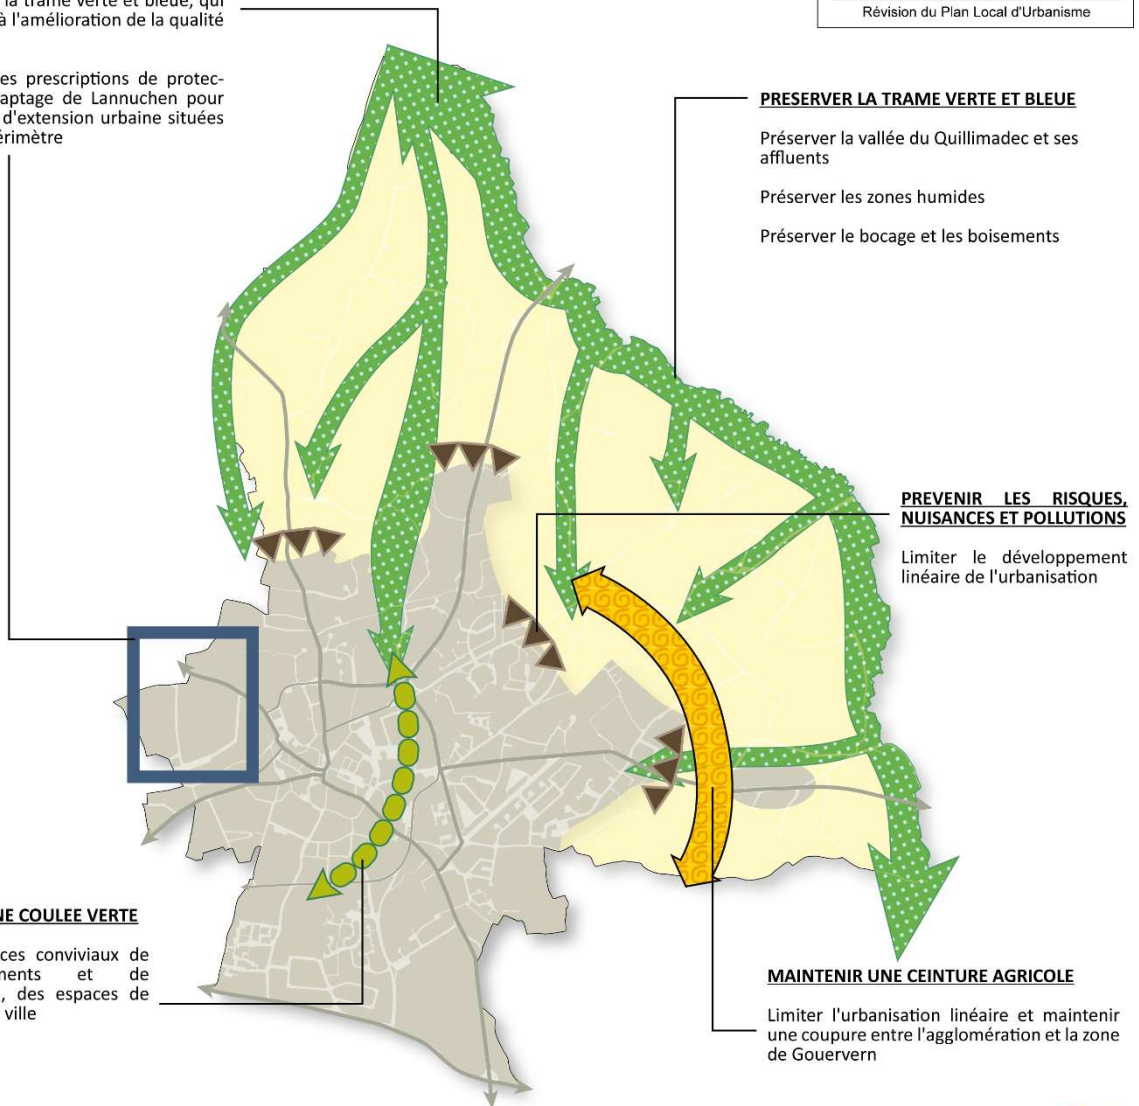 la trame verte et bleue, qui
à l'amélioration de la qualité
es prescriptions de protec-
aptage de Lannuchen pour
d'extension urbaine situées
érimètre
Révision du Plan Local d'Urbanisme
PRESERVER LA TRAME VERTE ET BLEUE
Préserver la vallée du Quillimadec et ses
affluents
Préserver les zones humides
Préserver le bocage et les boisements
PREVENIR LES RISQUES,
NUISANCES ET POLLUTIONS
Limiter le développement
linéaire de l'urbanisation
NE COULEE VERTE
ces conviviaux de
ments et de
, des espaces de
ville
MAINTENIR UNE CEINTURE AGRICOLE
Limiter l'urbanisation linéaire et maintenir
une coupure entre l'agglomération et la zone
de Gouervern